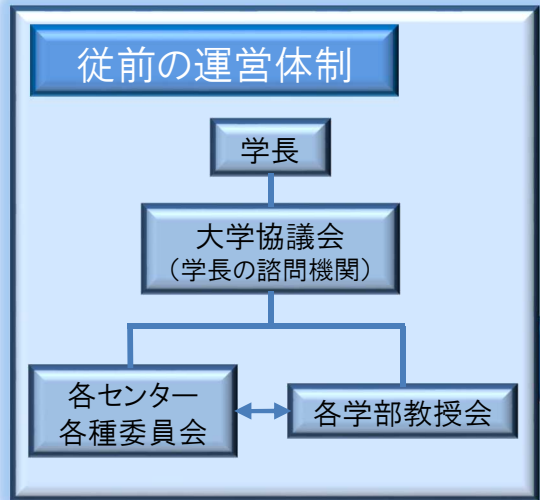 従前の運営体制
学長
大学協議会
（学長の諮問機関）
各センター
各種委員会
各学部教授会